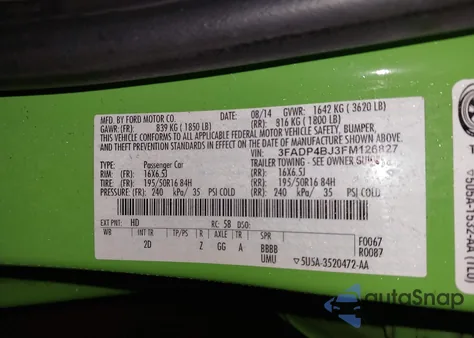 MFD. BY FORD MOTOR CO.
DATE: 08/14 GVWR: 1642 KG ( 3620 LB)
GAWR:(FR): 839 KG ( 1850 LB) (RR): 816 KG ( 1800 LB)
THIS VEHICLE CONFORMS TO ALL APPLICABLE FEDERAL MOTOR VEHICLE SAFETY, BUMPER,
AND THEFT PREVENTION STANDARDS IN EFFECT ON THE DATE OF MANUFACTURE SHOWN ABOVE.
VIN: 3FADP4BJ3FM126827
TYPE: Passenger Car TRAILER TOWING - SEE OWNER GUIDE
RIM: (FR) 16X6.5J (RR): 16X6.5J
TIRE: (FR) 195/50R16 84H (RR): 195/50R16 84H
PRESSURE: (FR) 240 kPa/ 35 PSI COLD (RR): 240 kPa/ 35 PSI COLD
EXT PNT: HD RC: 58 DSO:
WB INT TR TP/PS R AXLE TR SPR
2D Z GG A BBBB F0067
UMU R0087
5U5A-3520472-AA
autoSnap